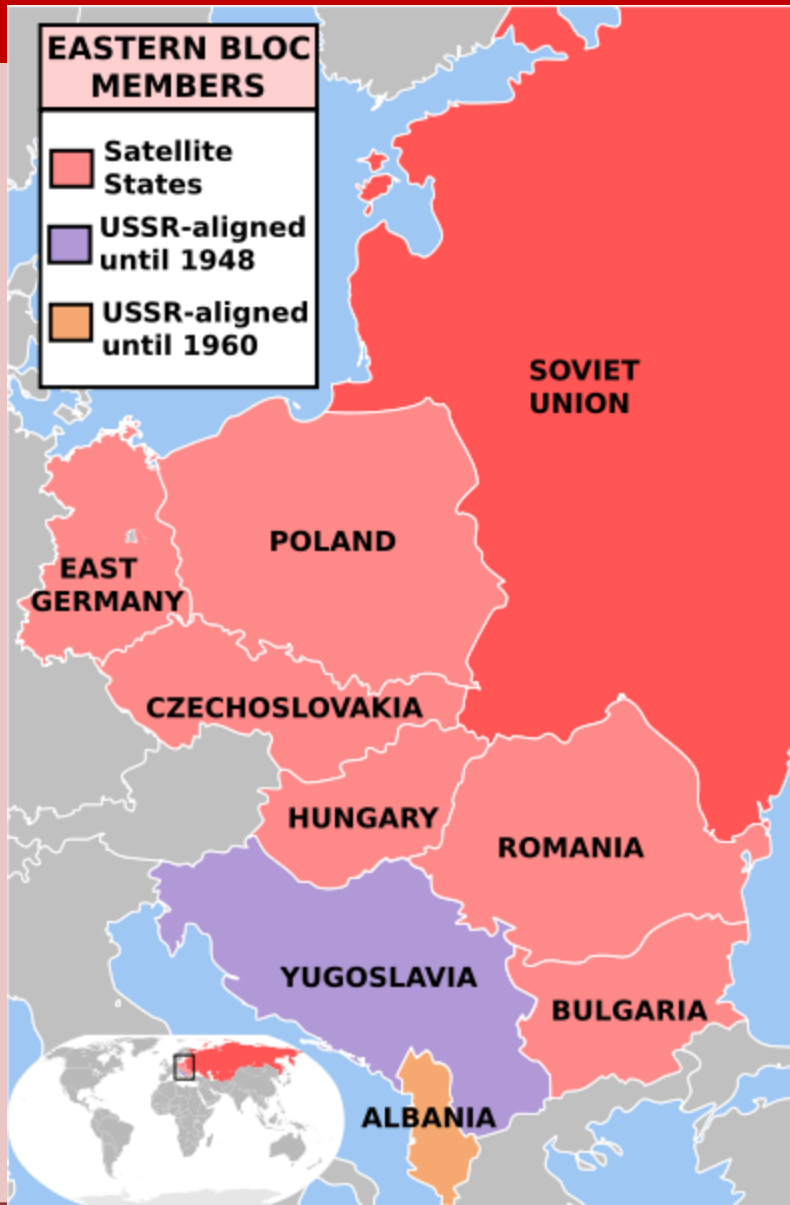 EASTERN BLOC
MEMBERS
Satellite
States
USSR-aligned
until 1948
USSR-aligned
until 1960
SOVIET
UNION
POLAND
EAST
GERMANY
CZECHOSLOVAKIA
HUNGARY
ROMANIA
YUGOSLAVIA
BULGARIA
ALBANIA